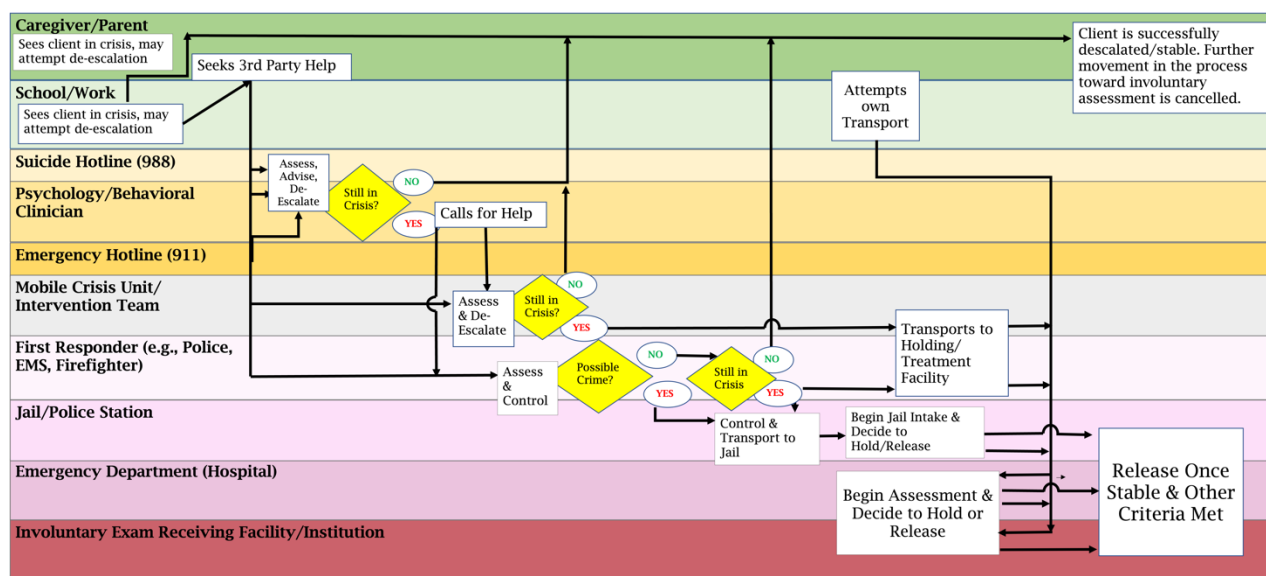 Caregiver/Parent
Sees client in crisis, may
attempt de-escalation
Seeks 3rd Party Help
Client is successfully
descalated/stable. Further
movement in the process
toward involuntary
assessment is cancelled.
School/Work
Sees client in crisis, may
attempt de-escalation
Attempts
own
Transport
Suicide Hotline (988)
Assess,
Advise,
De-
Escalate
Still in
Crisis?
NO
YES
Psychology/Behavioral
Clinician
Calls for Help
Emergency Hotline (911)
Mobile Crisis Unit/
Intervention Team
Assess
& De-
Escalate
Still in
Crisis?
NO
YES
Transports to
Holding/
Treatment
Facility
First Responder (e.g., Police,
EMS, Firefighter)
Assess
&
Control
Possible
Crime?
NO
YES
Still in
Crisis
NO
YES
Jail/Police Station
Control &
Transport to
Jail
Begin Jail Intake &
Decide to
Hold/Release
Emergency Department (Hospital)
Begin Assessment &
Decide to Hold or
Release
Release Once
Stable & Other
Criteria Met
Involuntary Exam Receiving Facility/Institution